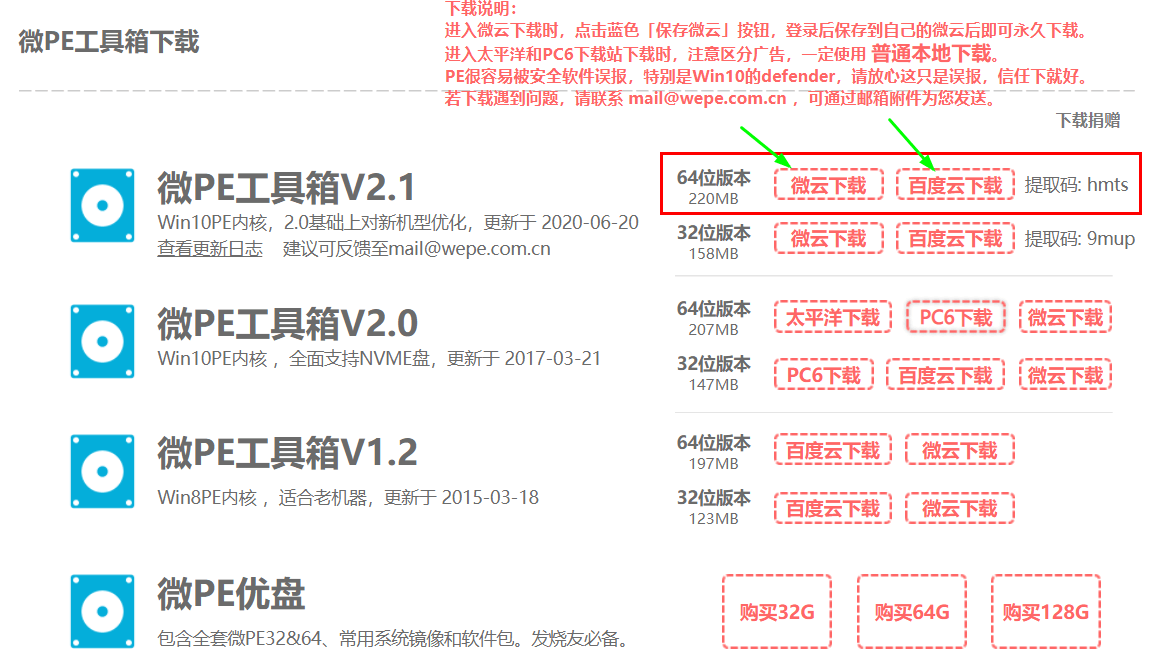 下载说明：
进入微云下载时，点击蓝色「保存微云」按钮，登录后保存到自己的微云后即可永久下载。
微PE工具箱下载
进入太平洋和PC6下载站下载时，注意区分广告，一定使用 普通本地下载。
PE很容易被安全软件误报，特别是Win10的defender，请放心这只是误报，信任下就好。
若下载遇到问题，请联系 mail@wepe.com.cn ，可通过邮箱附件为您发送。
下载捐赠
微PE工具箱V2.1
Win10PE内核，2.0基础上对新机型优化，更新于 2020-06-20
查看更新日志 建议可反馈至mail@wepe.com.cn
64位版本 微云下载 百度云下载 提取码: hmts
220MB
32位版本 微云下载 百度云下载 提取码: 9mup
158MB
微PE工具箱V2.0
Win10PE内核 ，全面支持NVME盘，更新于 2017-03-21
64位版本 太平洋下载 PC6下载 微云下载
207MB
32位版本 PC6下载 百度云下载 微云下载
147MB
微PE工具箱V1.2
Win8PE内核 ，适合老机器，更新于 2015-03-18
64位版本 百度云下载 微云下载
197MB
32位版本 百度云下载 微云下载
123MB
微PE优盘
包含全套微PE32&64、常用系统镜像和软件包。发烧友必备。
购买32G 购买64G 购买128G